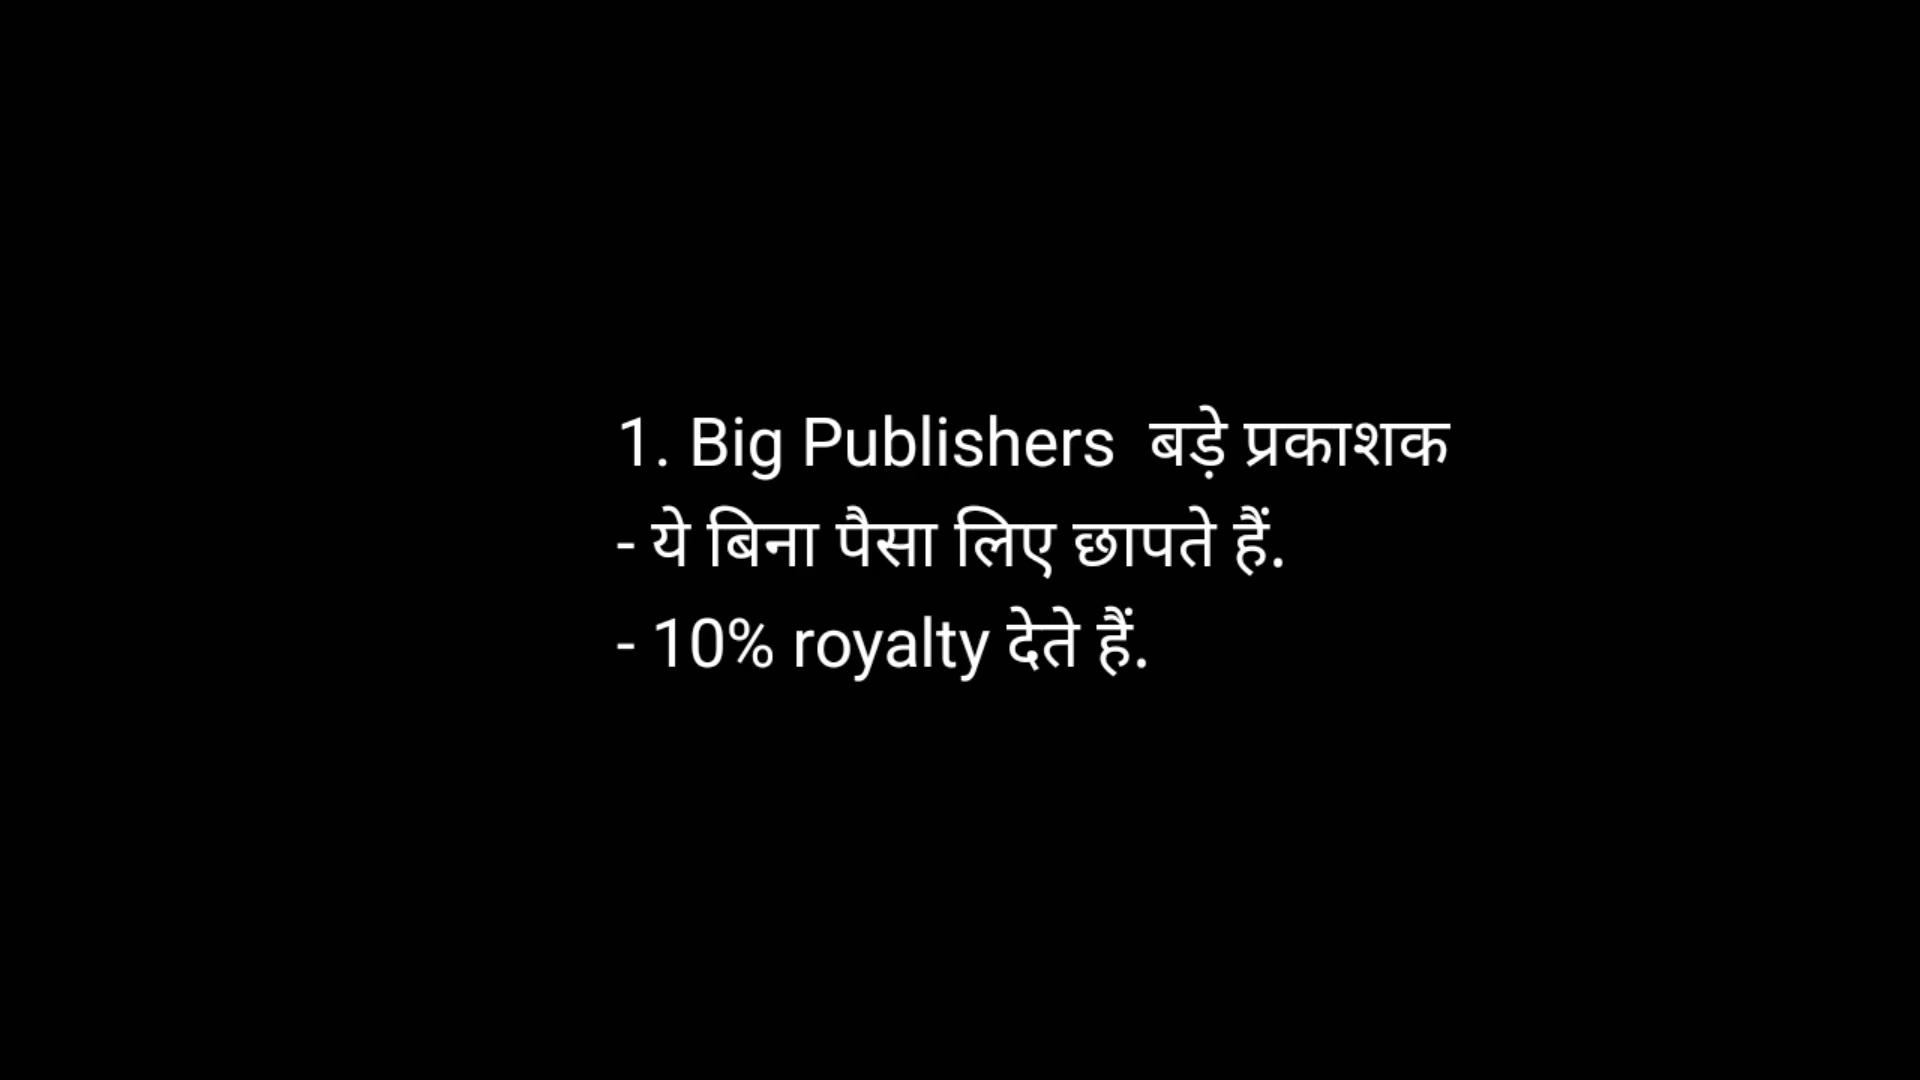 1. Big Publishers  बड़े प्रकाशक
- ये बिना पैसा लिए छापते हैं.
- 10% royalty देते हैं.